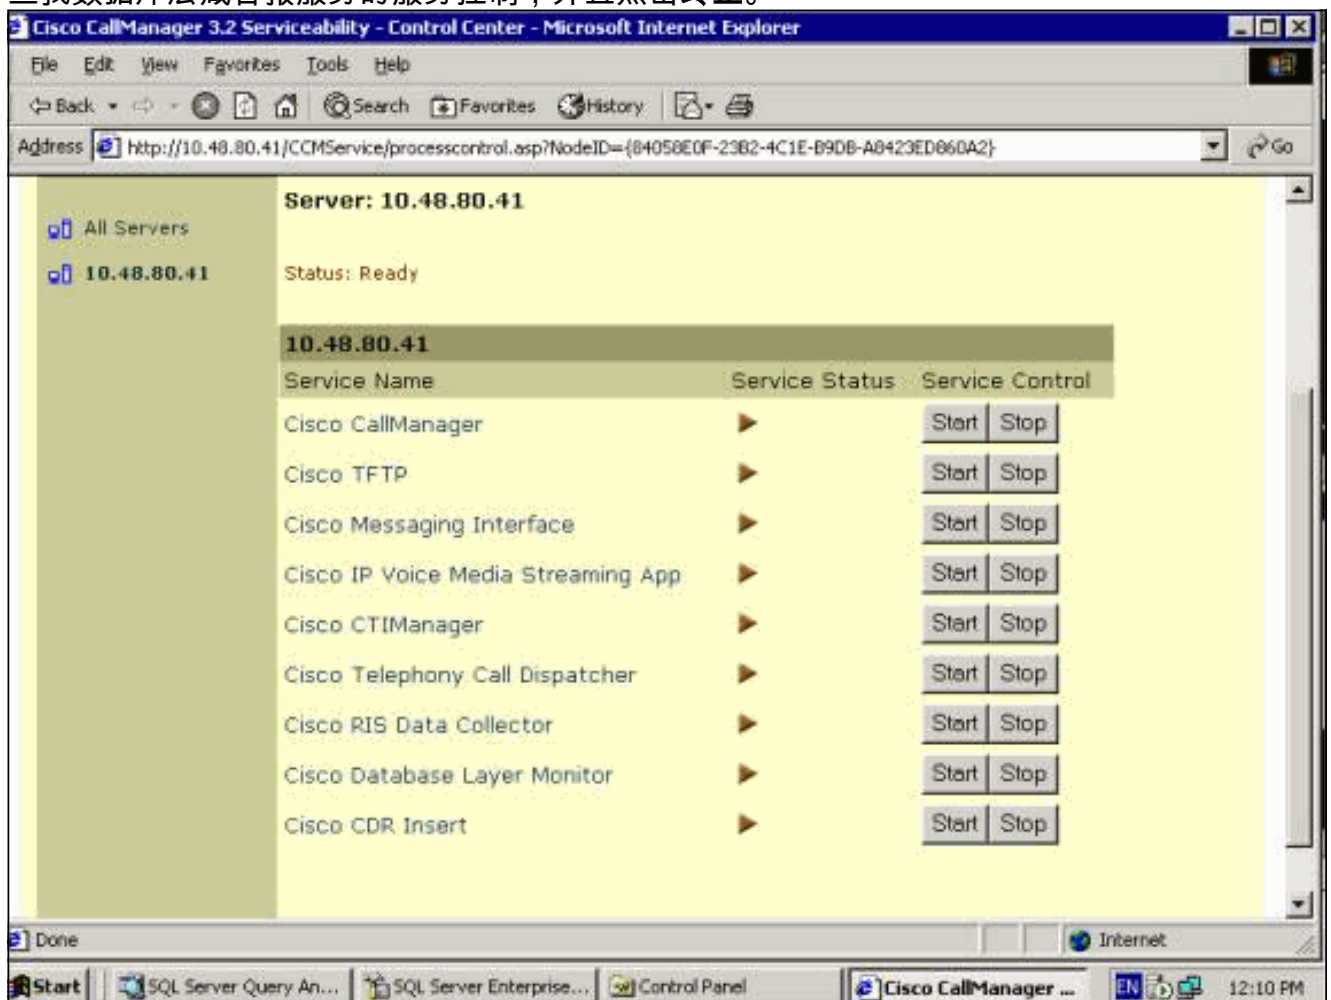 Cisco CallManager 3.2 Serviceability - Control Center - Microsoft Internet Explorer
File Edit View Favorites Tools Help
Back Search Favorites History
Address http://10.48.80.41/CCMService/processcontrol.asp?NodeID={84058E0F-23B2-4C1E-B9DB-A8423ED860A2} Go
Server: 10.48.80.41
All Servers
10.48.80.41 Status: Ready
10.48.80.41
Service Name Service Status Service Control
Cisco CallManager Start Stop
Cisco TFTP Start Stop
Cisco Messaging Interface Start Stop
Cisco IP Voice Media Streaming App Start Stop
Cisco CTIManager Start Stop
Cisco Telephony Call Dispatcher Start Stop
Cisco RIS Data Collector Start Stop
Cisco Database Layer Monitor Start Stop
Cisco CDR Insert Start Stop
Done Internet
Start SQL Server Query An... SQL Server Enterprise... Control Panel Cisco CallManager ... EN 12:10 PM